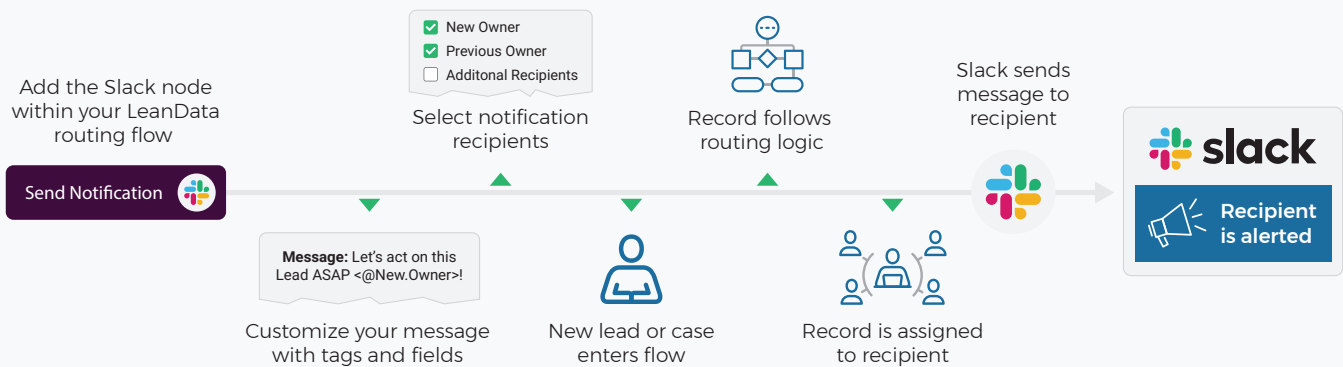 Add the Slack node
within your LeanData
routing flow
Send Notification
Message: Let's act on this
Lead ASAP <@New.Owner>!
Customize your message
with tags and fields
New Owner
Previous Owner
Additonal Recipients
Select notification
recipients
New lead or case
enters flow
Record follows
routing logic
Record is assigned
to recipient
Slack sends
message to
recipient
slack
Recipient
is alerted